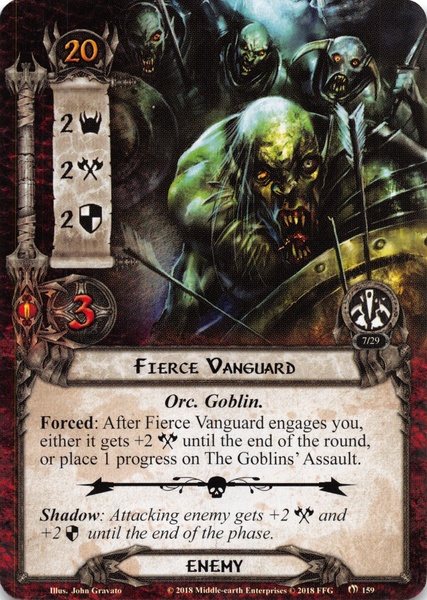 20
2
2
2
3
7/29
Fierce Vanguard
Orc. Goblin.
Forced: After Fierce Vanguard engages you,
either it gets +2 until the end of the round,
or place 1 progress on The Goblins' Assault.
Shadow: Attacking enemy gets +2 and
+2 until the end of the phase.
ENEMY
Illus. John Gravato © 2018 Middle-earth Enterprises © 2018 FFG 159